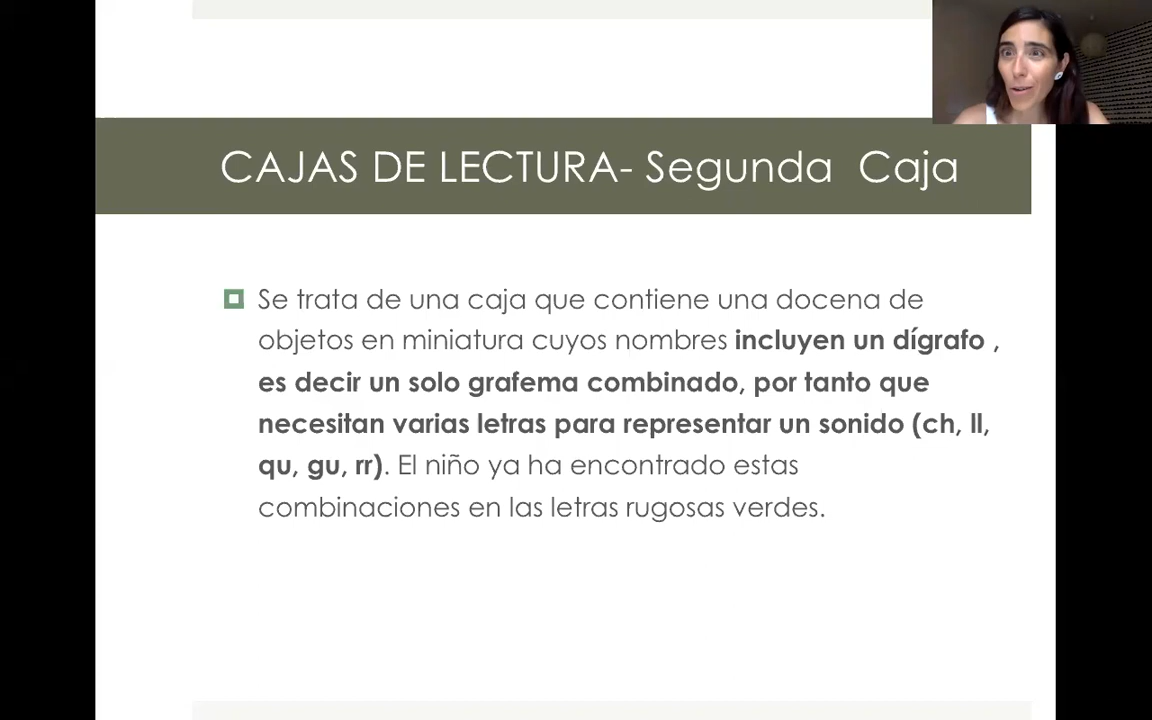 CAJAS DE LECTURA- Segunda  Caja
Se trata de una caja que contiene una docena de
objetos en miniatura cuyos nombres incluyen un dígrafo ,
es decir un solo grafema combinado, por tanto que
necesitan varias letras para representar un sonido (ch, ll,
qu, gu, rr). El niño ya ha encontrado estas
combinaciones en las letras rugosas verdes.